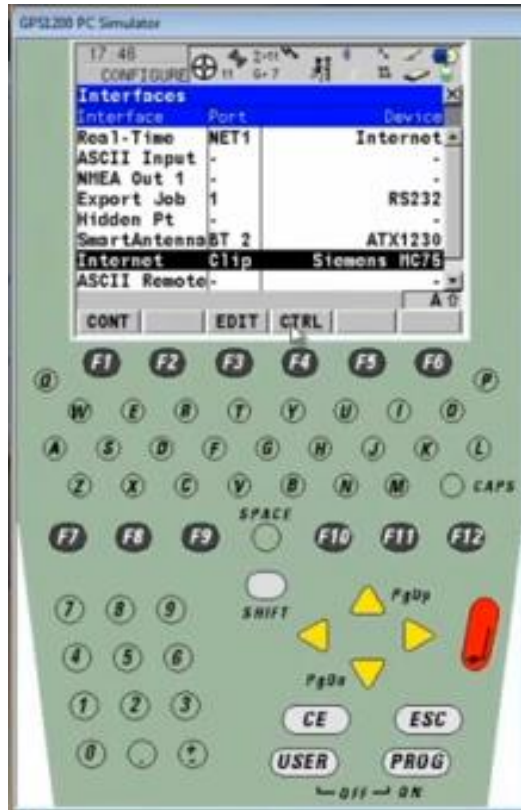 GPS1200 PC Simulator
17 46
CONFIGURE
11
Interfaces
Interface Port Device
Real-Time NET1 Internet
ASCII Input - -
NMEA Out 1 - -
Export Job 1 RS232
Hidden Pt - -
SmartAntenna BT 2 ATX1230
Internet Clip Siemens MC75
ASCII Remote - -
A
CONT EDIT CTRL
F1 F2 F3 F4 F5 F6
Q P
W E R T Y U I O
A S D F G H J K L
Z X C V B N M CAPS
SPACE
F7 F8 F9 F10 F11 F12
SHIFT
PgUp
7 8 9
4 5 6
PgDn
1 2 3
CE ESC
0 . ±
USER PROG
OFF ON